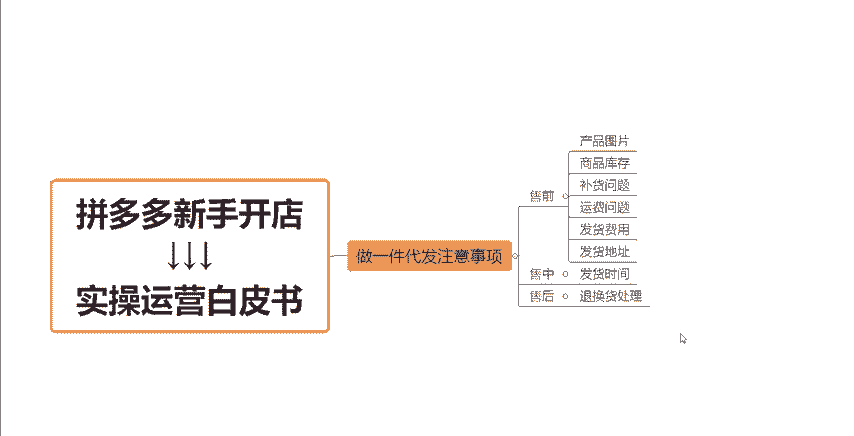 拼多多新手开店
↓↓↓
实操运营白皮书
做一件代发注意事项
售前
产品图片
商品库存
补货问题
运费问题
发货费用
发货地址
售中
发货时间
售后
退换货处理